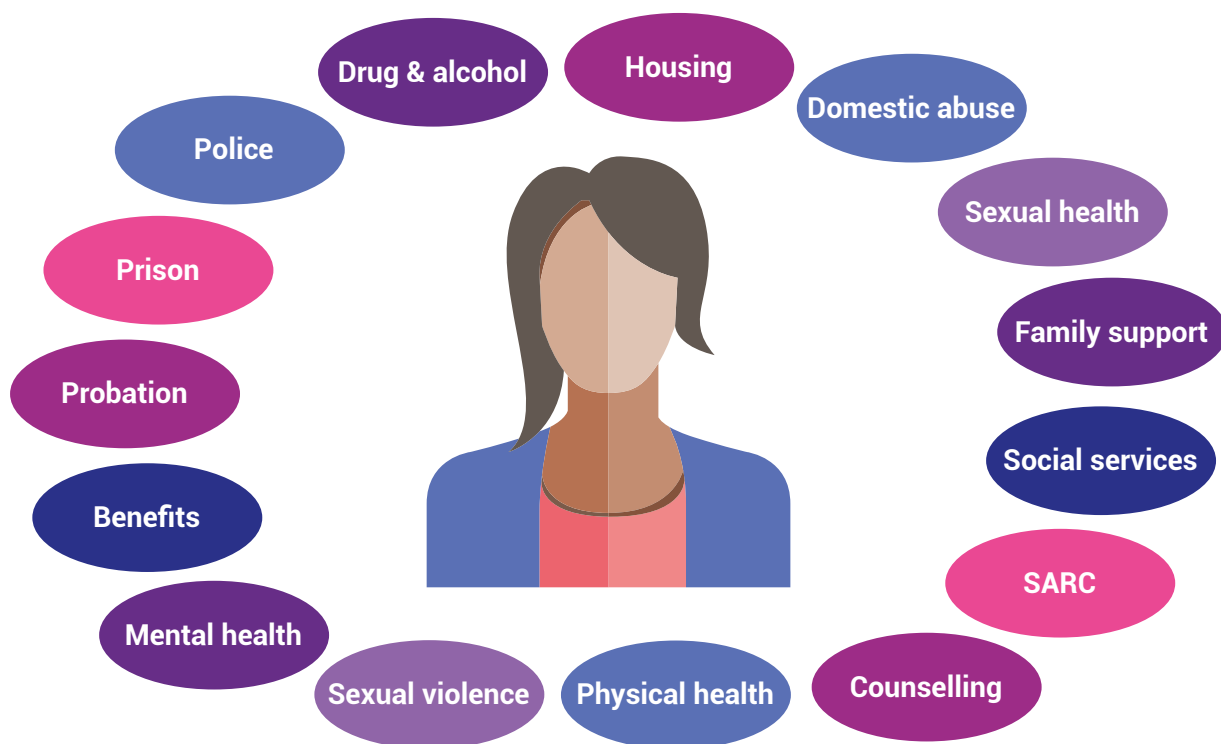 Drug & alcohol
Housing
Domestic abuse
Police
Sexual health
Prison
Family support
Probation
Social services
Benefits
SARC
Mental health
Counselling
Sexual violence
Physical health